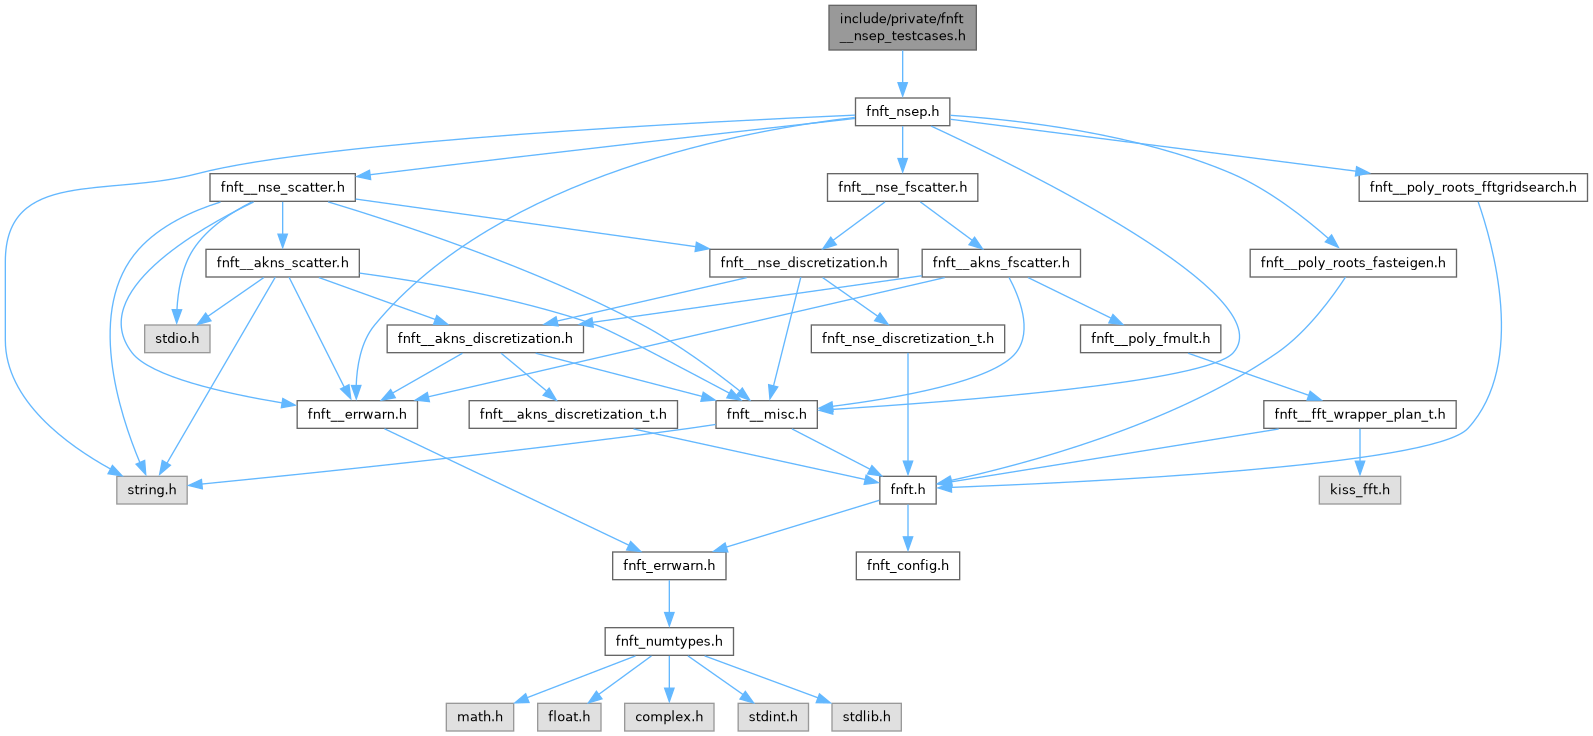 include/private/fnft
__nsep_testcases.h
fnft_nsep.h
fnft__nse_scatter.h
fnft__nse_fscatter.h
fnft__poly_roots_fftgridsearch.h
fnft__akns_scatter.h
fnft__nse_discretization.h
fnft__akns_fscatter.h
fnft__poly_roots_fasteigen.h
stdio.h
fnft__akns_discretization.h
fnft_nse_discretization_t.h
fnft__poly_fmult.h
fnft__errwarn.h
fnft__akns_discretization_t.h
fnft__misc.h
fnft__fft_wrapper_plan_t.h
string.h
fnft.h
kiss_fft.h
fnft_errwarn.h
fnft_config.h
fnft_numtypes.h
math.h
float.h
complex.h
stdint.h
stdlib.h